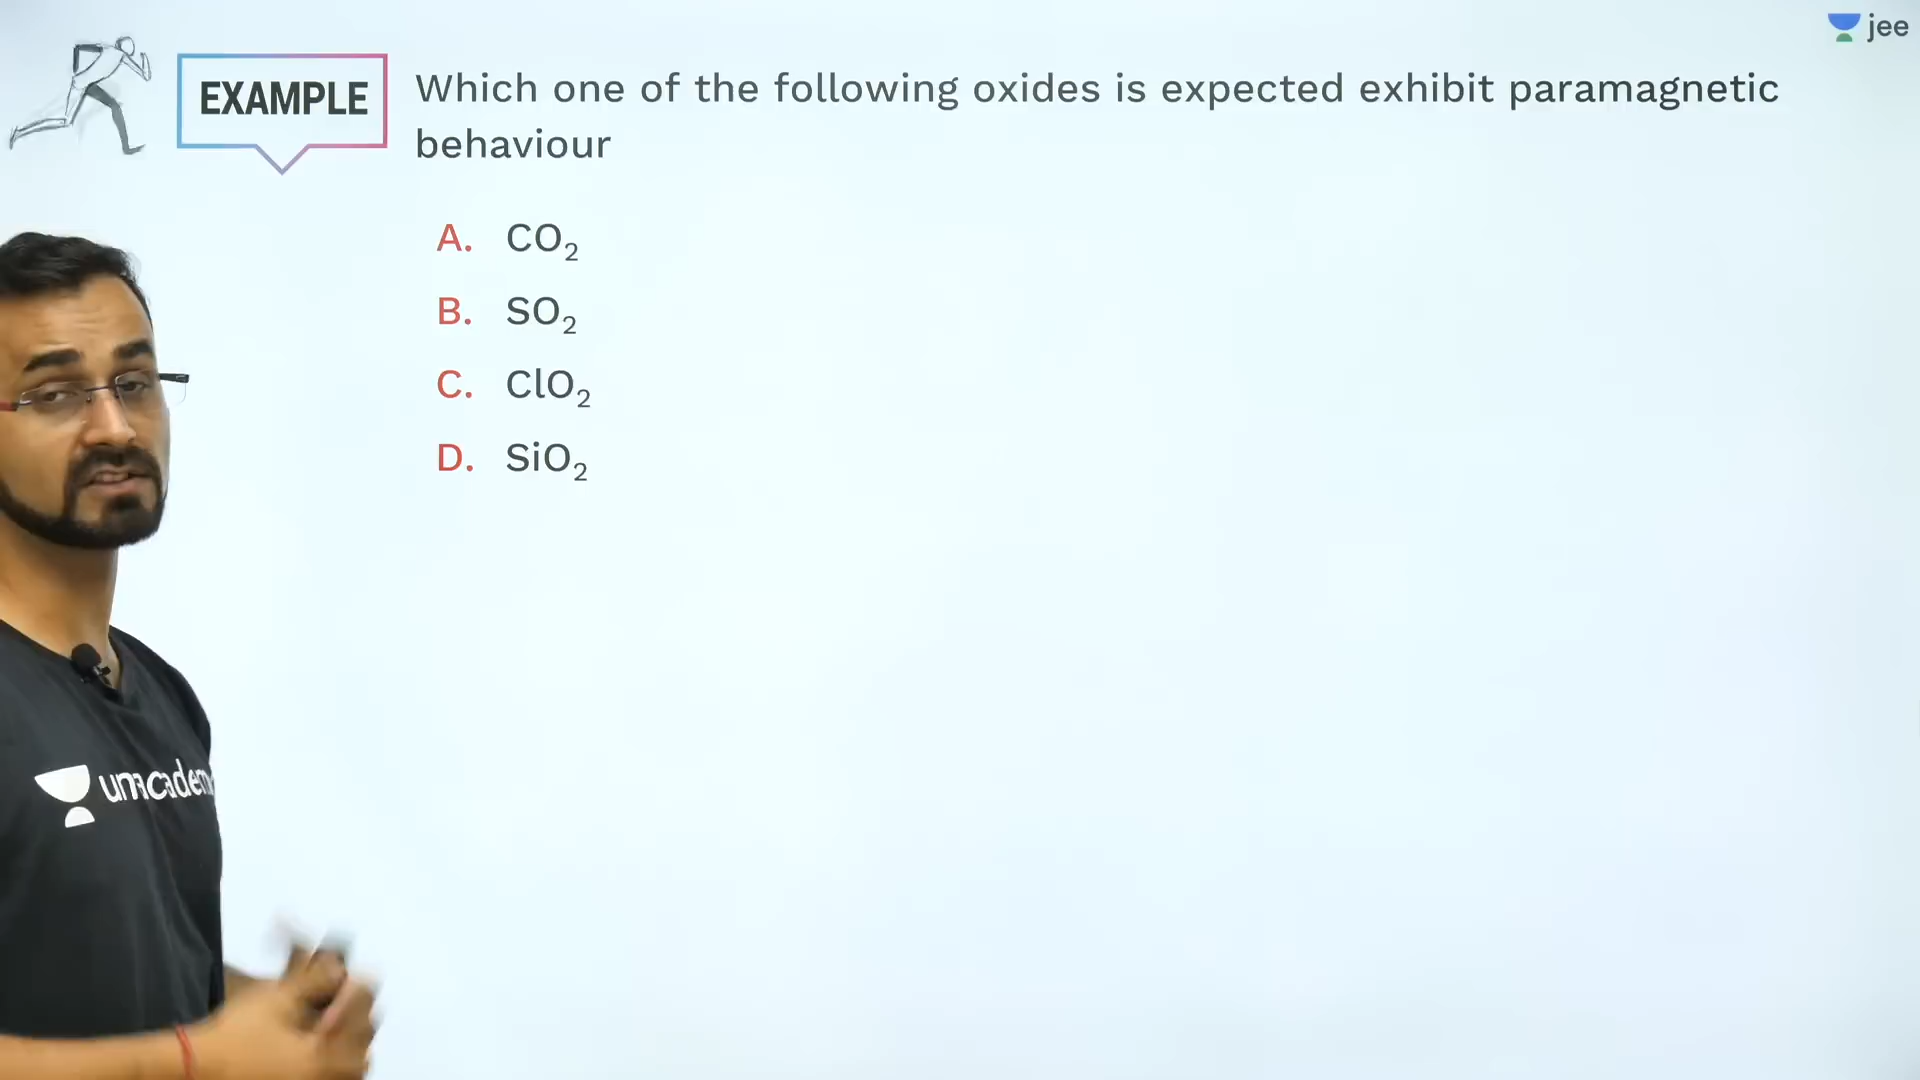 jee
EXAMPLE
Which one of the following oxides is expected exhibit paramagnetic
behaviour
A. CO₂
B. SO₂
C. ClO₂
D. SiO₂
unacadem